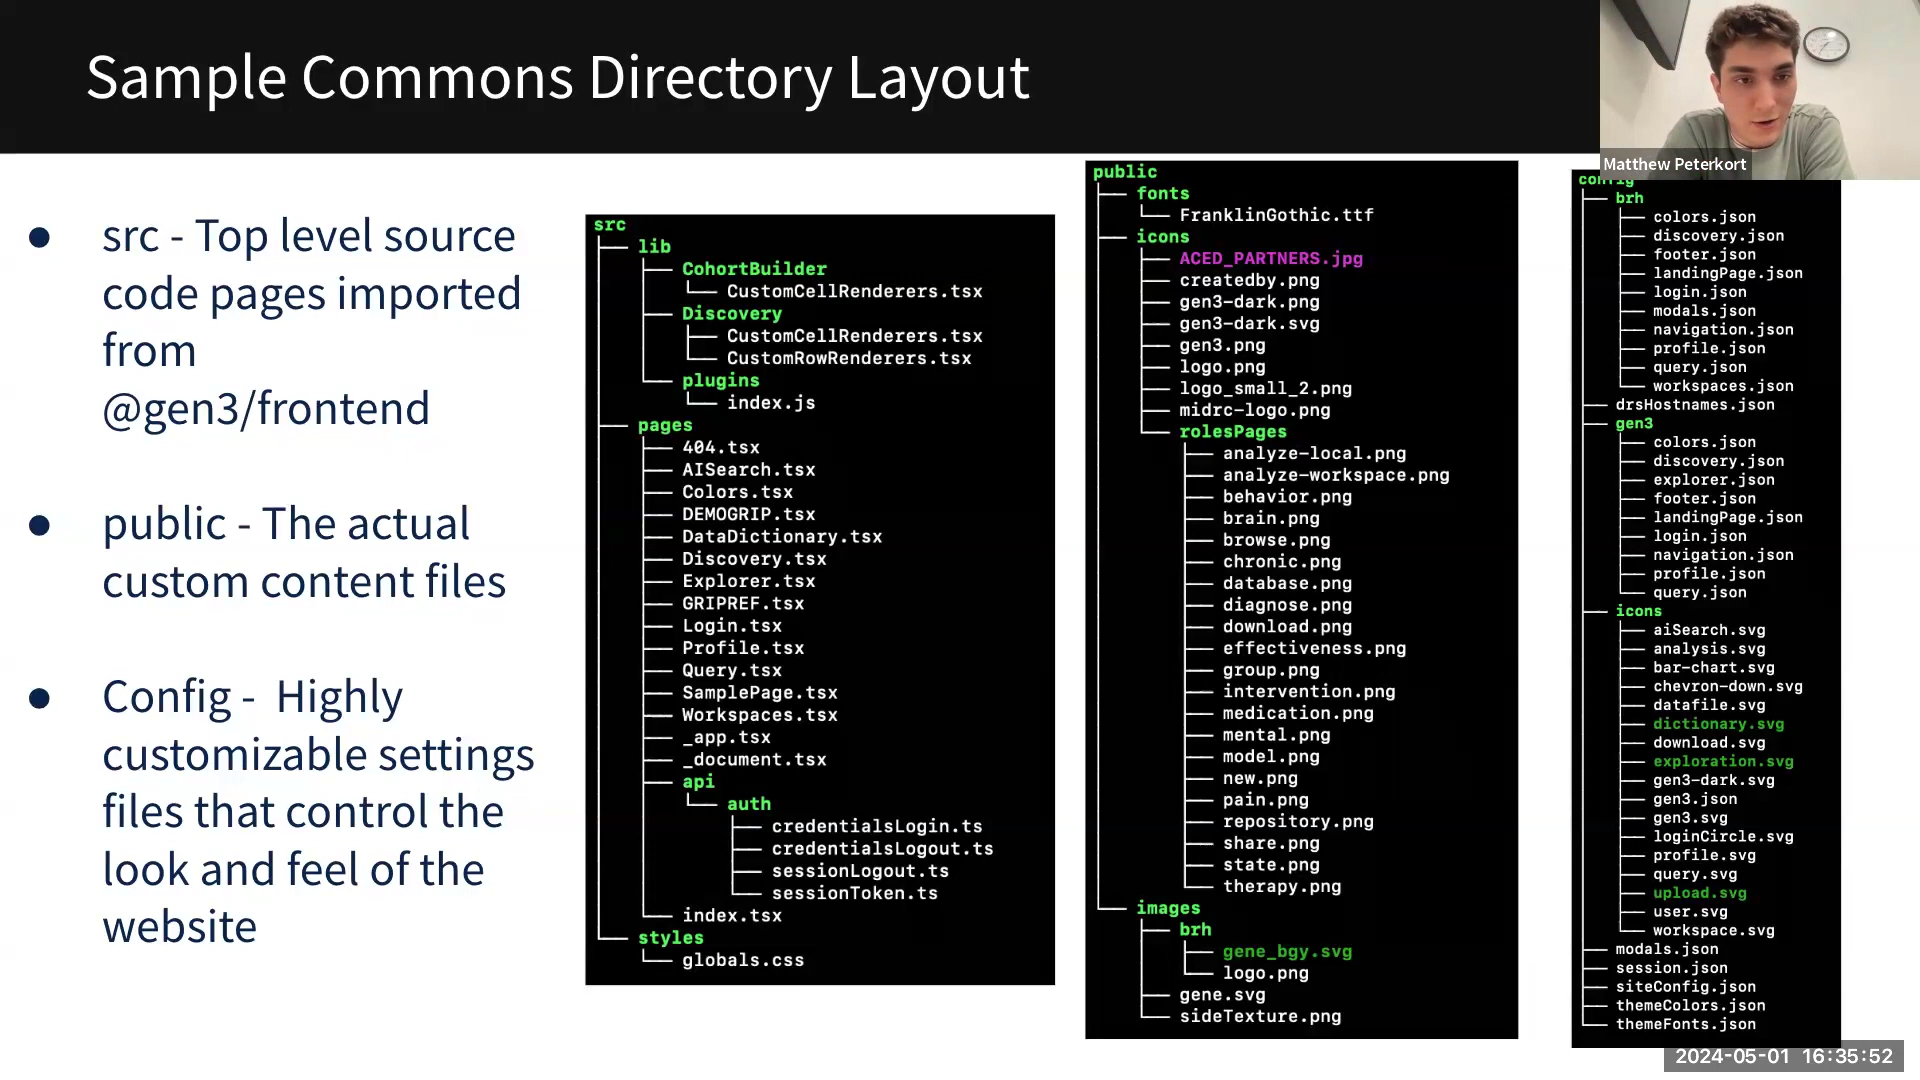 Sample Commons Directory Layout
Matthew Peterkort
● src - Top level source
code pages imported
from
@gen3/frontend
● public - The actual
custom content files
● Config -  Highly
customizable settings
files that control the
look and feel of the
website
src
├── lib
│   ├── CohortBuilder
│   │   └── CustomCellRenderers.tsx
│   ├── Discovery
│   │   ├── CustomCellRenderers.tsx
│   │   └── CustomRowRenderers.tsx
│   └── plugins
│       └── index.js
├── pages
│   ├── 404.tsx
│   ├── AISearch.tsx
│   ├── Colors.tsx
│   ├── DEMOGRIP.tsx
│   ├── DataDictionary.tsx
│   ├── Discovery.tsx
│   ├── Explorer.tsx
│   ├── GRIPREF.tsx
│   ├── Login.tsx
│   ├── Profile.tsx
│   ├── Query.tsx
│   ├── SamplePage.tsx
│   ├── Workspaces.tsx
│   ├── _app.tsx
│   ├── _document.tsx
│   ├── api
│   │   └── auth
│   │       ├── credentialsLogin.ts
│   │       ├── credentialsLogout.ts
│   │       ├── sessionLogout.ts
│   │       └── sessionToken.ts
│   └── index.tsx
└── styles
    └── globals.css
public
├── fonts
│   └── FranklinGothic.ttf
├── icons
│   ├── ACED_PARTNERS.jpg
│   ├── createdby.png
│   ├── gen3-dark.png
│   ├── gen3-dark.svg
│   ├── gen3.png
│   ├── logo.png
│   ├── logo_small_2.png
│   ├── midrc-logo.png
│   └── rolesPages
│       ├── analyze-local.png
│       ├── analyze-workspace.png
│       ├── behavior.png
│       ├── brain.png
│       ├── browse.png
│       ├── chronic.png
│       ├── database.png
│       ├── diagnose.png
│       ├── download.png
│       ├── effectiveness.png
│       ├── group.png
│       ├── intervention.png
│       ├── medication.png
│       ├── mental.png
│       ├── model.png
│       ├── new.png
│       ├── pain.png
│       ├── repository.png
│       ├── share.png
│       ├── state.png
│       └── therapy.png
└── images
    ├── brh
    │   ├── gene_bgy.svg
    │   └── logo.png
    ├── gene.svg
    └── sideTexture.png
config
├── brh
│   ├── colors.json
│   ├── discovery.json
│   ├── footer.json
│   ├── landingPage.json
│   ├── login.json
│   ├── modals.json
│   ├── navigation.json
│   ├── profile.json
│   ├── query.json
│   └── workspaces.json
├── drsHostnames.json
├── gen3
│   ├── colors.json
│   ├── discovery.json
│   ├── explorer.json
│   ├── footer.json
│   ├── landingPage.json
│   ├── login.json
│   ├── navigation.json
│   ├── profile.json
│   └── query.json
├── icons
│   ├── aiSearch.svg
│   ├── analysis.svg
│   ├── bar-chart.svg
│   ├── chevron-down.svg
│   ├── datafile.svg
│   ├── dictionary.svg
│   ├── download.svg
│   ├── exploration.svg
│   ├── gen3-dark.svg
│   ├── gen3.json
│   ├── gen3.svg
│   ├── loginCircle.svg
│   ├── profile.svg
│   ├── query.svg
│   ├── upload.svg
│   ├── user.svg
│   └── workspace.svg
├── modals.json
├── session.json
├── siteConfig.json
├── themeColors.json
└── themeFonts.json
2024-05-01 16:35:52